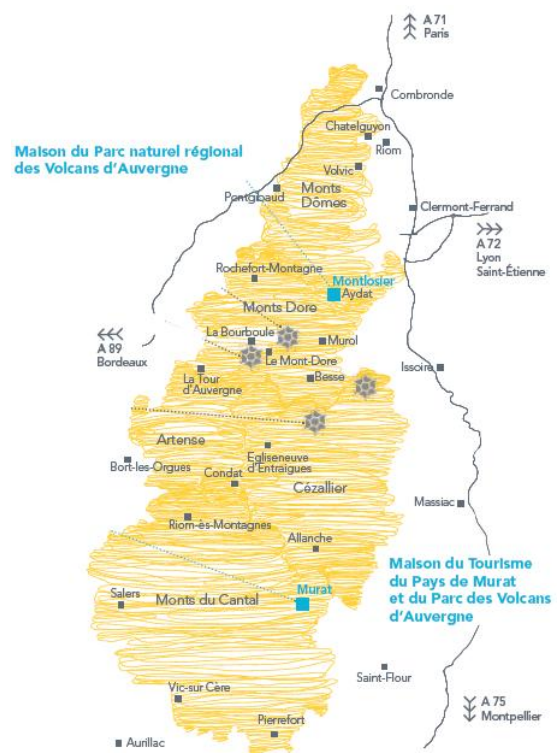 A 71
Paris
Combronde
Chatelguyon
Riom
Maison du Parc naturel régional
des Volcans d'Auvergne
Volvic
Pontgibaud
Monts
Dômes
Clermont-Ferrand
A 72
Lyon
Saint-Étienne
Rochefort-Montagne
Montlosier
Aydat
Monts Dore
La Bourboule
Murol
A 89
Bordeaux
Le Mont-Dore
Issoire
La Tour
d'Auvergne
Besse
Artense
Egliseneuve
d'Entraigues
Bort-les-Orgues
Condat
Cézallier
Massiac
Riom-ès-Montagnes
Allanche
Maison du Tourisme
du Pays de Murat
et du Parc des Volcans
d'Auvergne
Murat
Salers
Monts du Cantal
Saint-Flour
Vic-sur Cère
A 75
Montpellier
Pierrefort
Aurillac